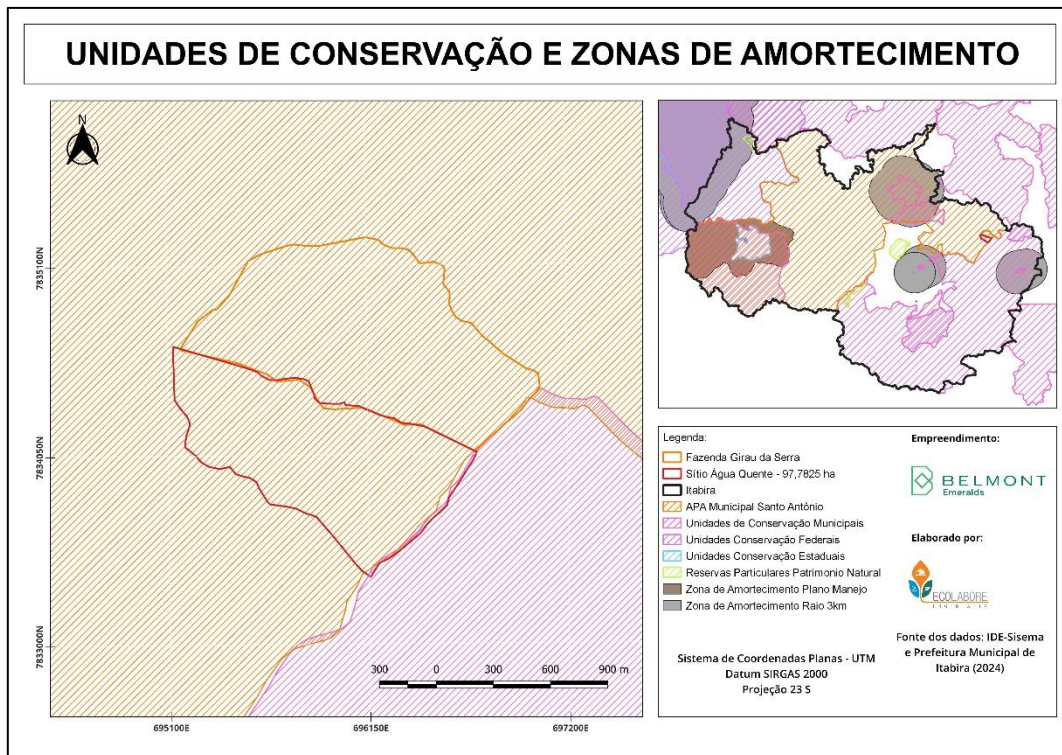 UNIDADES DE CONSERVAÇÃO E ZONAS DE AMORTECIMENTO
N
7835100N
7834050N
7833000N
300 0 300 600 900 m
695100E 696150E 697200E
Legenda:
Fazenda Girau da Serra
Sítio Água Quente - 97,7825 ha
Itabira
APA Municipal Santo Antônio
Unidades de Conservação Municipais
Unidades Conservação Federais
Unidades Conservação Estaduais
Reservas Particulares Patrimonio Natural
Zona de Amortecimento Plano Manejo
Zona de Amortecimento Raio 3km
Sistema de Coordenadas Planas - UTM
Datum SIRGAS 2000
Projeção 23 S
Empreendimento:
BELMONT
Emeralds
Elaborado por:
ECOLABORE
Fonte dos dados: IDE-Sisema
e Prefeitura Municipal de
Itabira (2024)